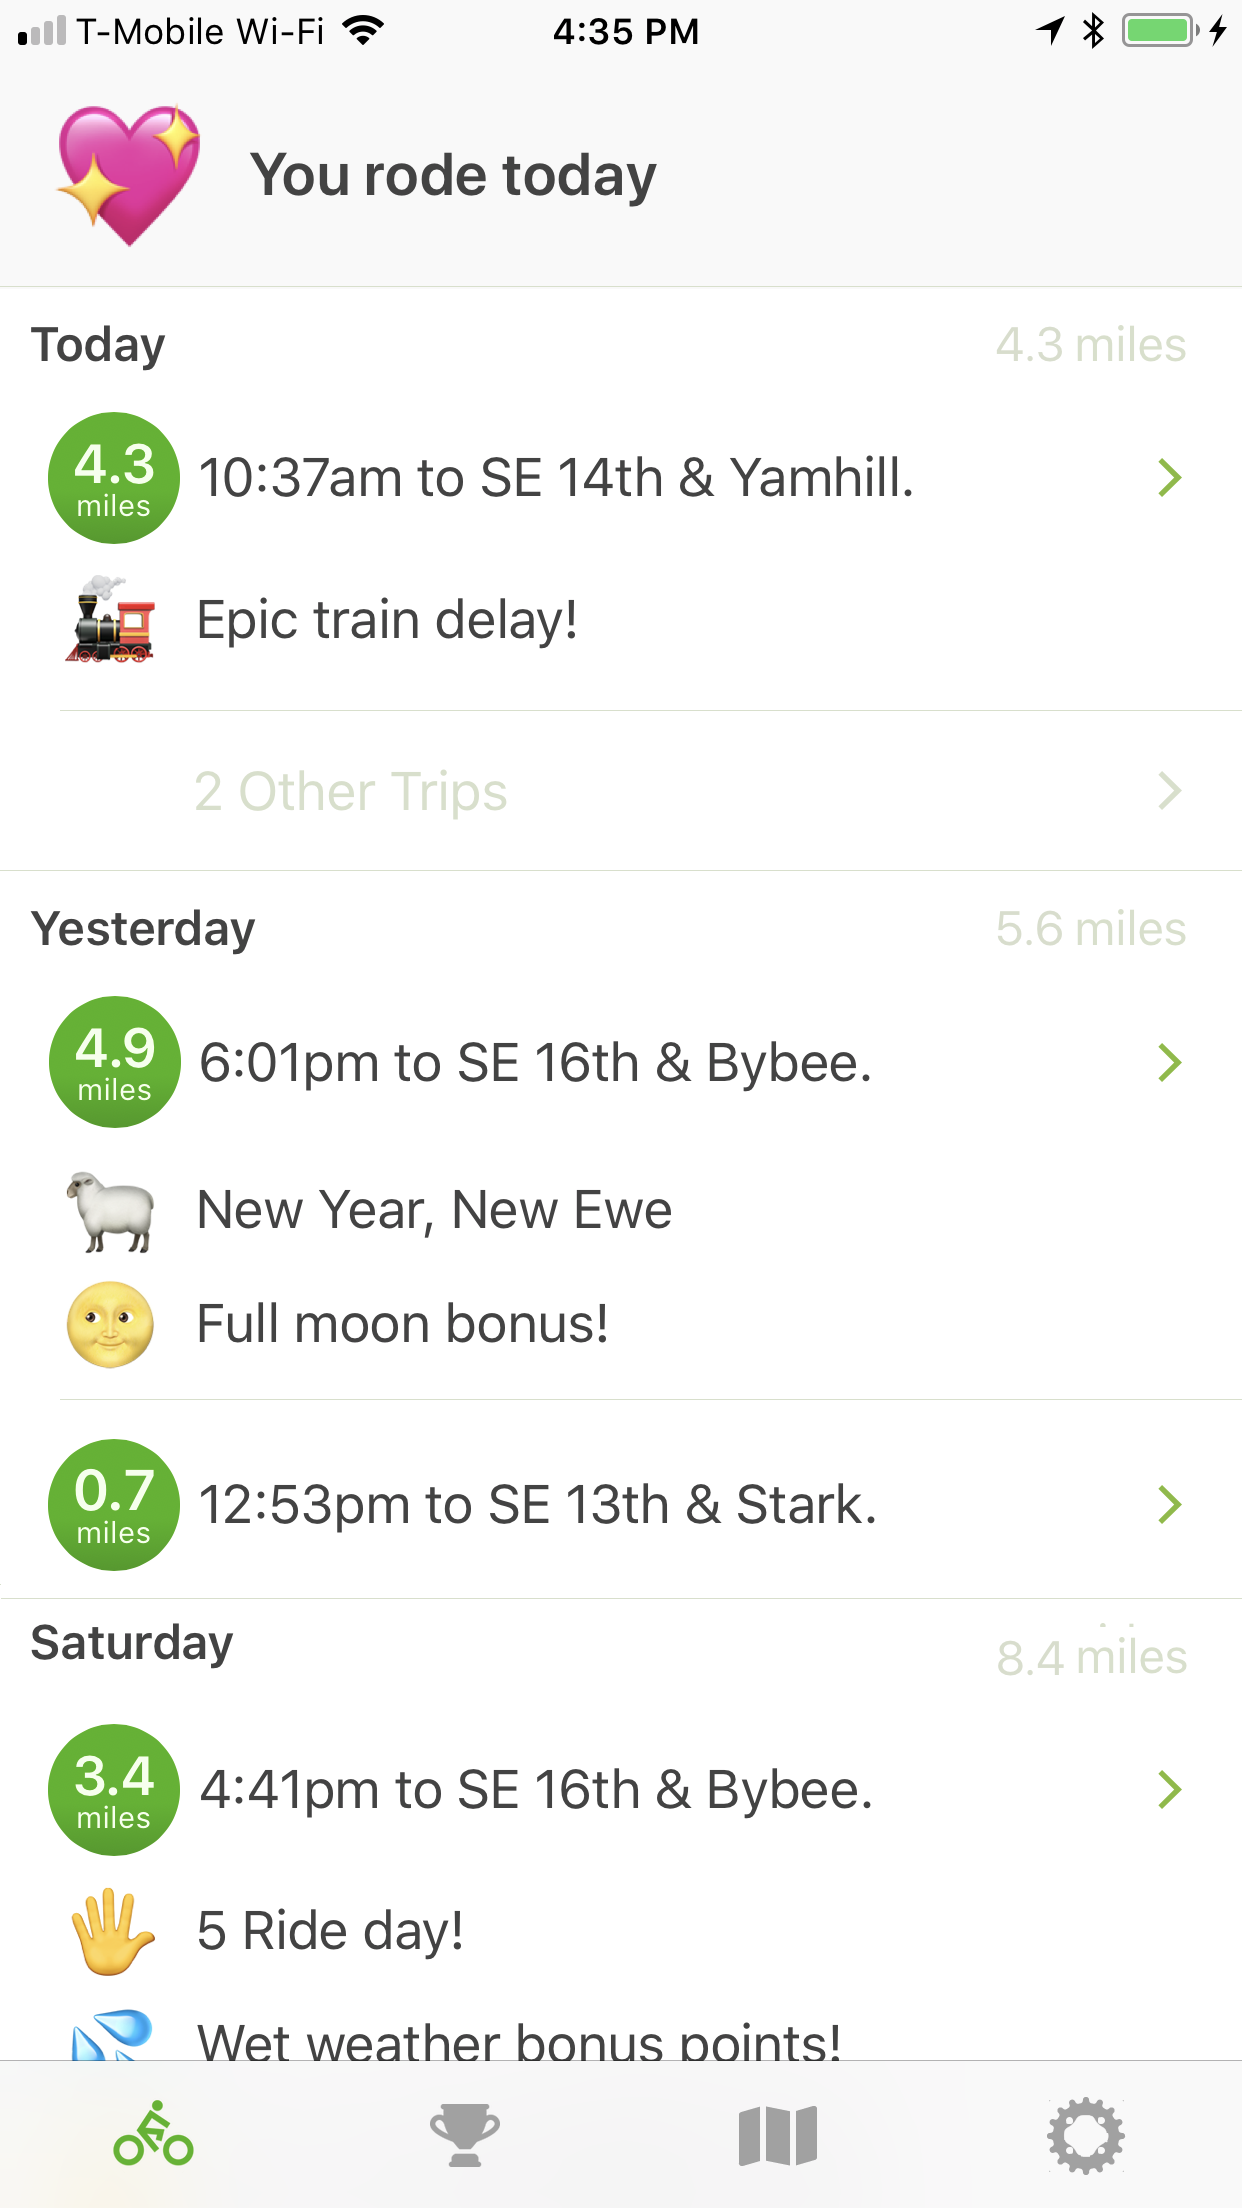 T-Mobile Wi-Fi 4:35 PM
You rode today
Today 4.3 miles
4.3 miles 10:37am to SE 14th & Yamhill.
Epic train delay!
2 Other Trips
Yesterday 5.6 miles
4.9 miles 6:01pm to SE 16th & Bybee.
New Year, New Ewe
Full moon bonus!
0.7 miles 12:53pm to SE 13th & Stark.
Saturday 8.4 miles
3.4 miles 4:41pm to SE 16th & Bybee.
5 Ride day!
Wet weather bonus points!